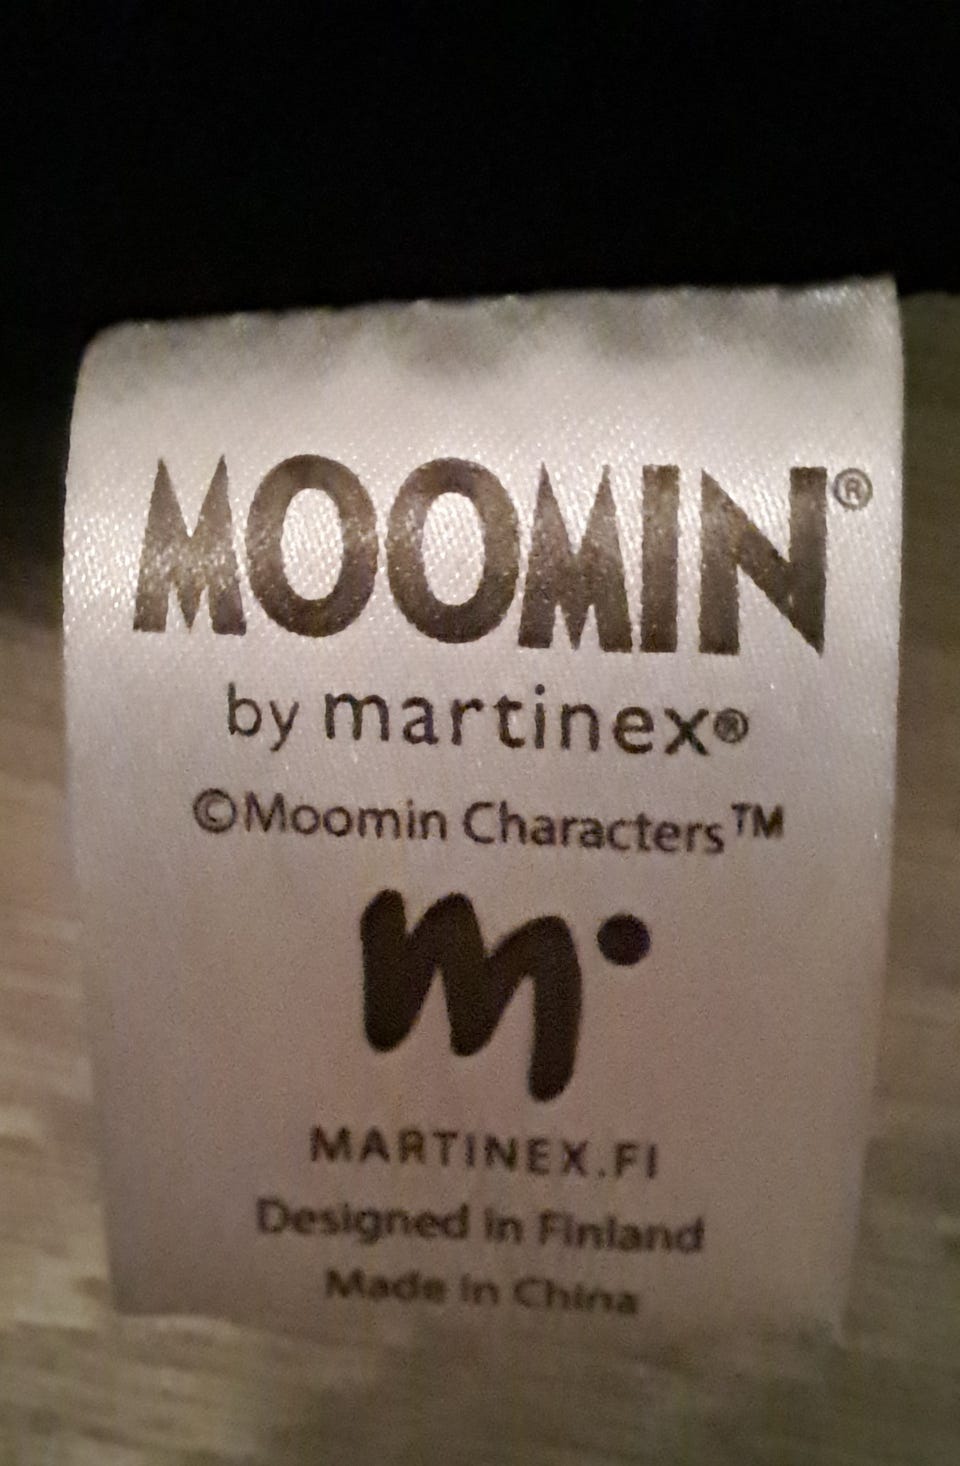 MOOMIN®
by martinex®
©Moomin Characters™
m
MARTINEX.FI
Designed in Finland
Made in China